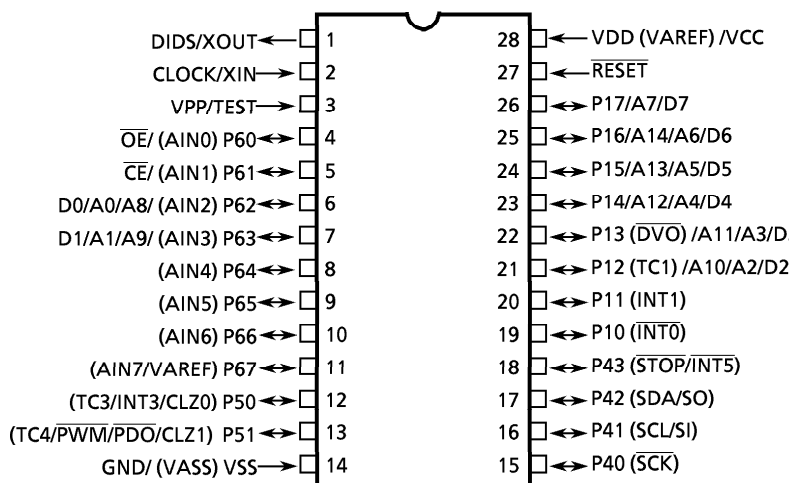 DIDS/XOUT 1 28 VDD (VAREF) /VCC
CLOCK/XIN 2 27 RESET
VPP/TEST 3 26 P17/A7/D7
OE/ (AIN0) P60 4 25 P16/A14/A6/D6
CE/ (AIN1) P61 5 24 P15/A13/A5/D5
D0/A0/A8/ (AIN2) P62 6 23 P14/A12/A4/D4
D1/A1/A9/ (AIN3) P63 7 22 P13 (DVO) /A11/A3/D
(AIN4) P64 8 21 P12 (TC1) /A10/A2/D2
(AIN5) P65 9 20 P11 (INT1)
(AIN6) P66 10 19 P10 (INT0)
(AIN7/VAREF) P67 11 18 P43 (STOP/INT5)
(TC3/INT3/CLZ0) P50 12 17 P42 (SDA/SO)
(TC4/PWM/PDO/CLZ1) P51 13 16 P41 (SCL/SI)
GND/ (VASS) VSS 14 15 P40 (SCK)